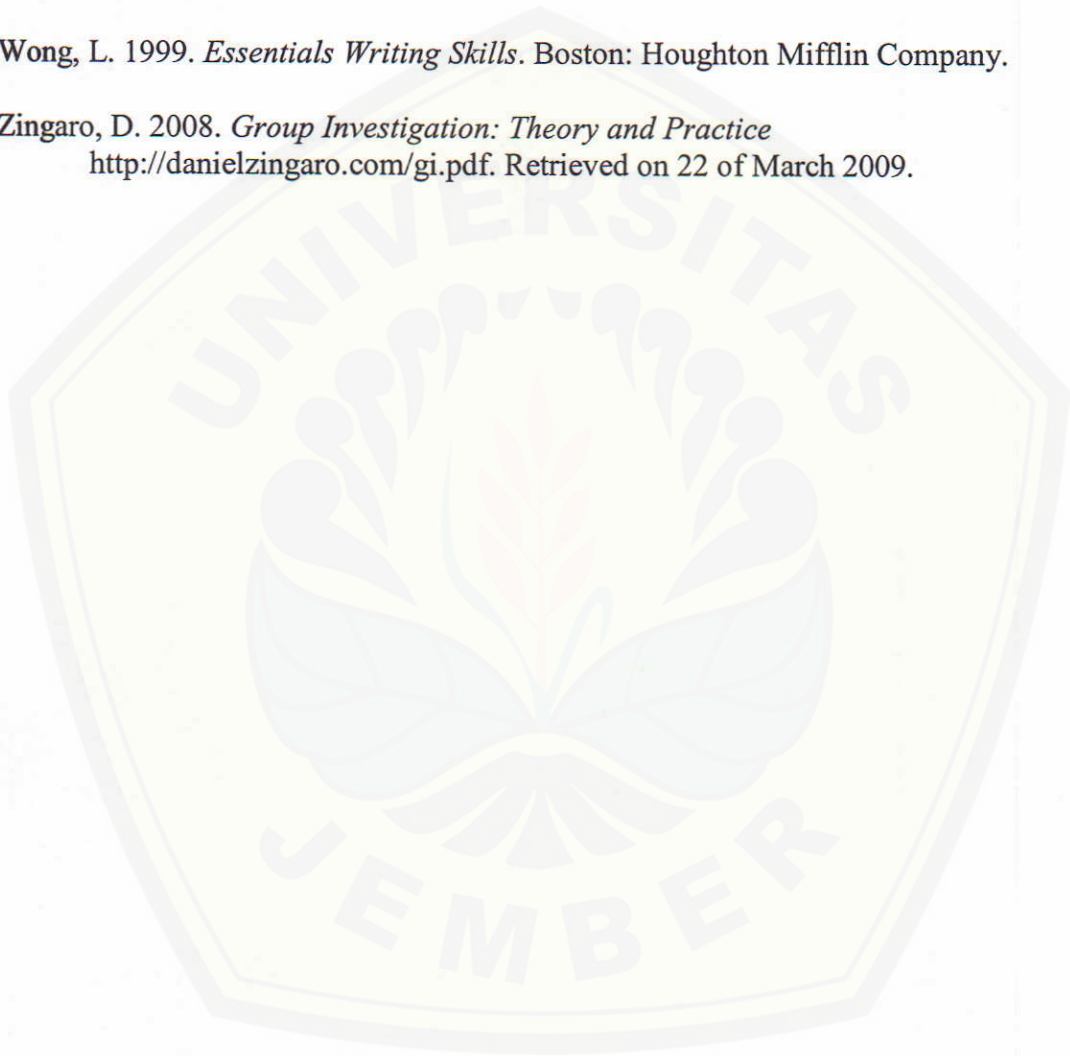 Wong, L. 1999. Essentials Writing Skills. Boston: Houghton Mifflin Company.
Zingaro, D. 2008. Group Investigation: Theory and Practice
http://danielzingaro.com/gi.pdf. Retrieved on 22 of March 2009.
UNIVERSITAS
JEMBER